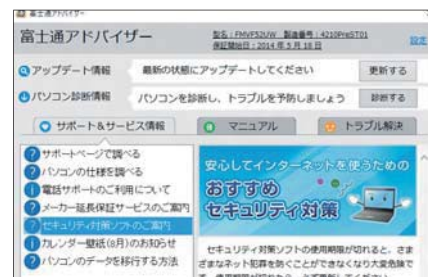 富士通アドバイザー
富士通アドバイザー
型名：FMVF52UW 製造番号：4210PreST01
保証開始日：2014年5月18日
設定
アップデート情報
最新の状態にアップデートしてください
更新する
パソコン診断情報
パソコンを診断し、トラブルを予防しましょう
診断する
サポート&サービス情報
マニュアル
トラブル解決
サポートページで調べる
パソコンの仕様を調べる
電話サポートのご利用について
メーカー延長保証サービスのご案内
セキュリティ対策ソフトのご案内
カレンダー壁紙(8月)のお知らせ
パソコンのデータを移行する方法
安心してインターネットを使うための
おすすめ
セキュリティ対策
セキュリティ対策ソフトの使用期限が切れると、さま
ざまなネット犯罪を防ぐことができなくなり大変危険で